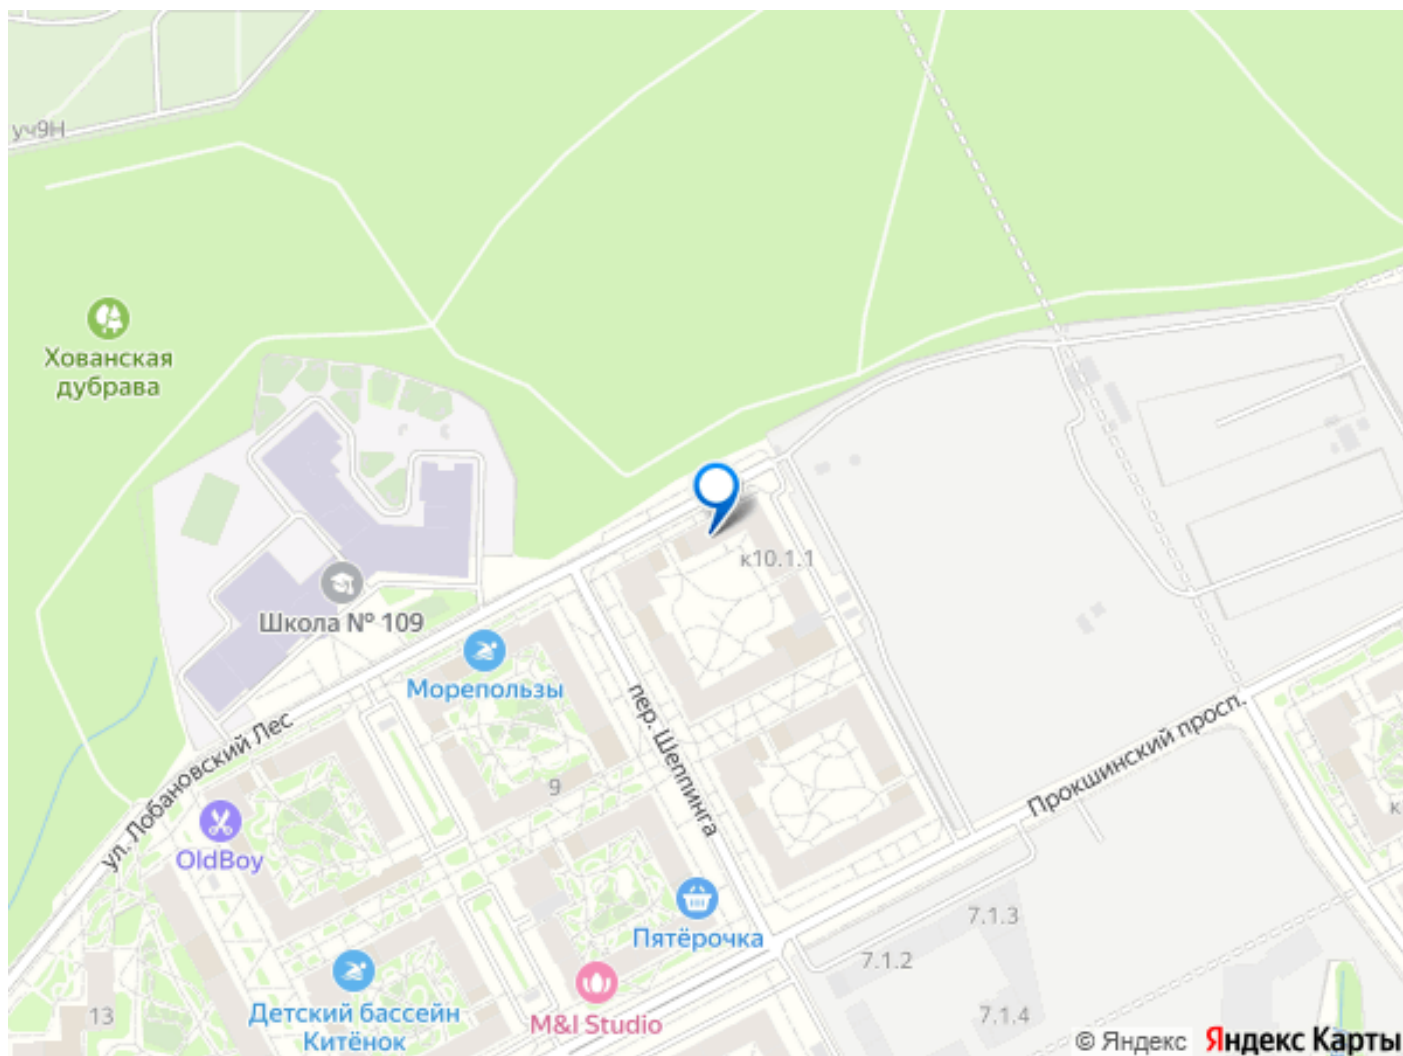 уч9Н
Хованская
дубрава
к10.1.1
Школа № 109
Морепользы
пер. Шеппинга
ул. Лобановский Лес
Прокшинский просп.
9
к
OldBoy
7.1.3
Пятёрочка
7.1.2
Детский бассейн
Китёнок
13
M&I Studio
7.1.4
© Яндекс Яндекс Карты